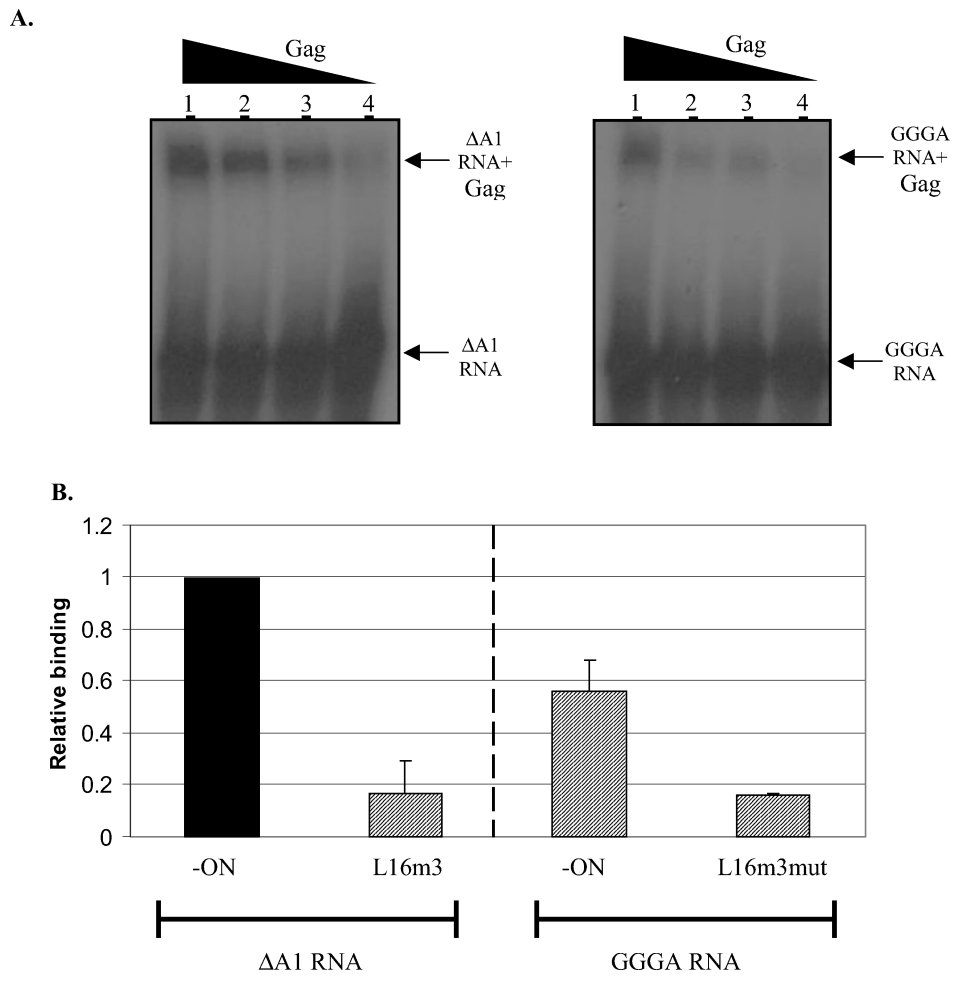 A.
Gag
Gag
1 2 3 4
1 2 3 4
ΔA1
RNA+
Gag
GGGA
RNA+
Gag
ΔA1
RNA
GGGA
RNA
B.
1.2
1
0.8
0.6
0.4
0.2
0
Relative binding
-ON
L16m3
-ON
L16m3mut
ΔA1 RNA
GGGA RNA